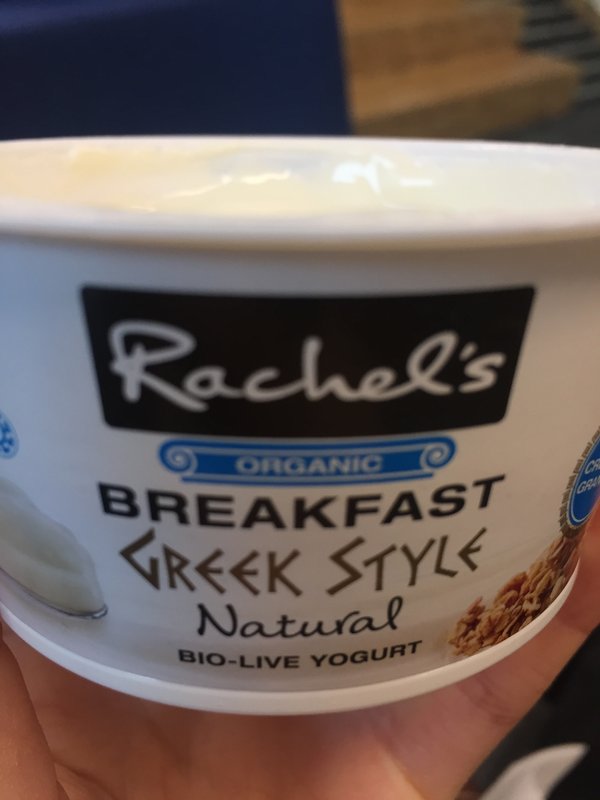 Rachel's
ORGANIC
BREAKFAST
GREEK STYLE
Natural
BIO-LIVE YOGURT